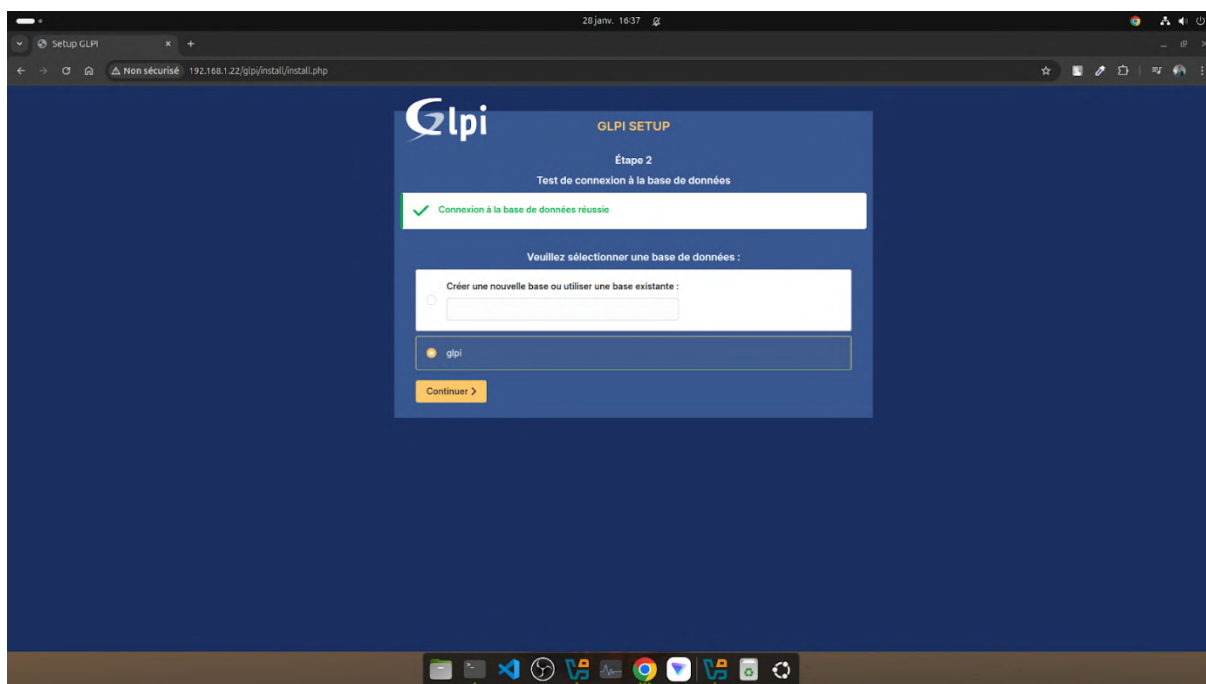 28 janv. 16:37
Setup GLPI
Non sécurisé 192.168.1.22/glpi/install/install.php
Glpi
GLPI SETUP
Étape 2
Test de connexion à la base de données
Connexion à la base de données réussie
Veuillez sélectionner une base de données :
Créer une nouvelle base ou utiliser une base existante :
glpi
Continuer